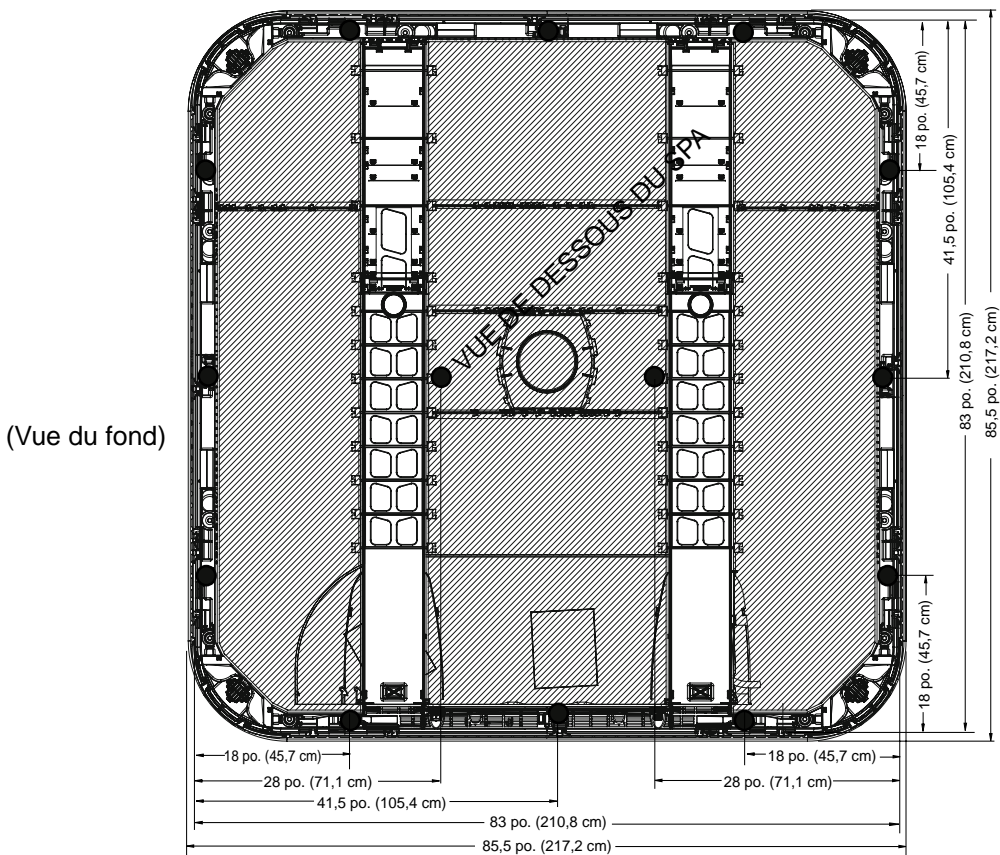 18 po. (45,7 cm)
41,5 po. (105,4 cm)
83 po. (210,8 cm)
85,5 po. (217,2 cm)
VUE DE DESSOUS DU SPA
(Vue du fond)
18 po. (45,7 cm)
18 po. (45,7 cm)
18 po. (45,7 cm)
28 po. (71,1 cm)
28 po. (71,1 cm)
41,5 po. (105,4 cm)
83 po. (210,8 cm)
85,5 po. (217,2 cm)